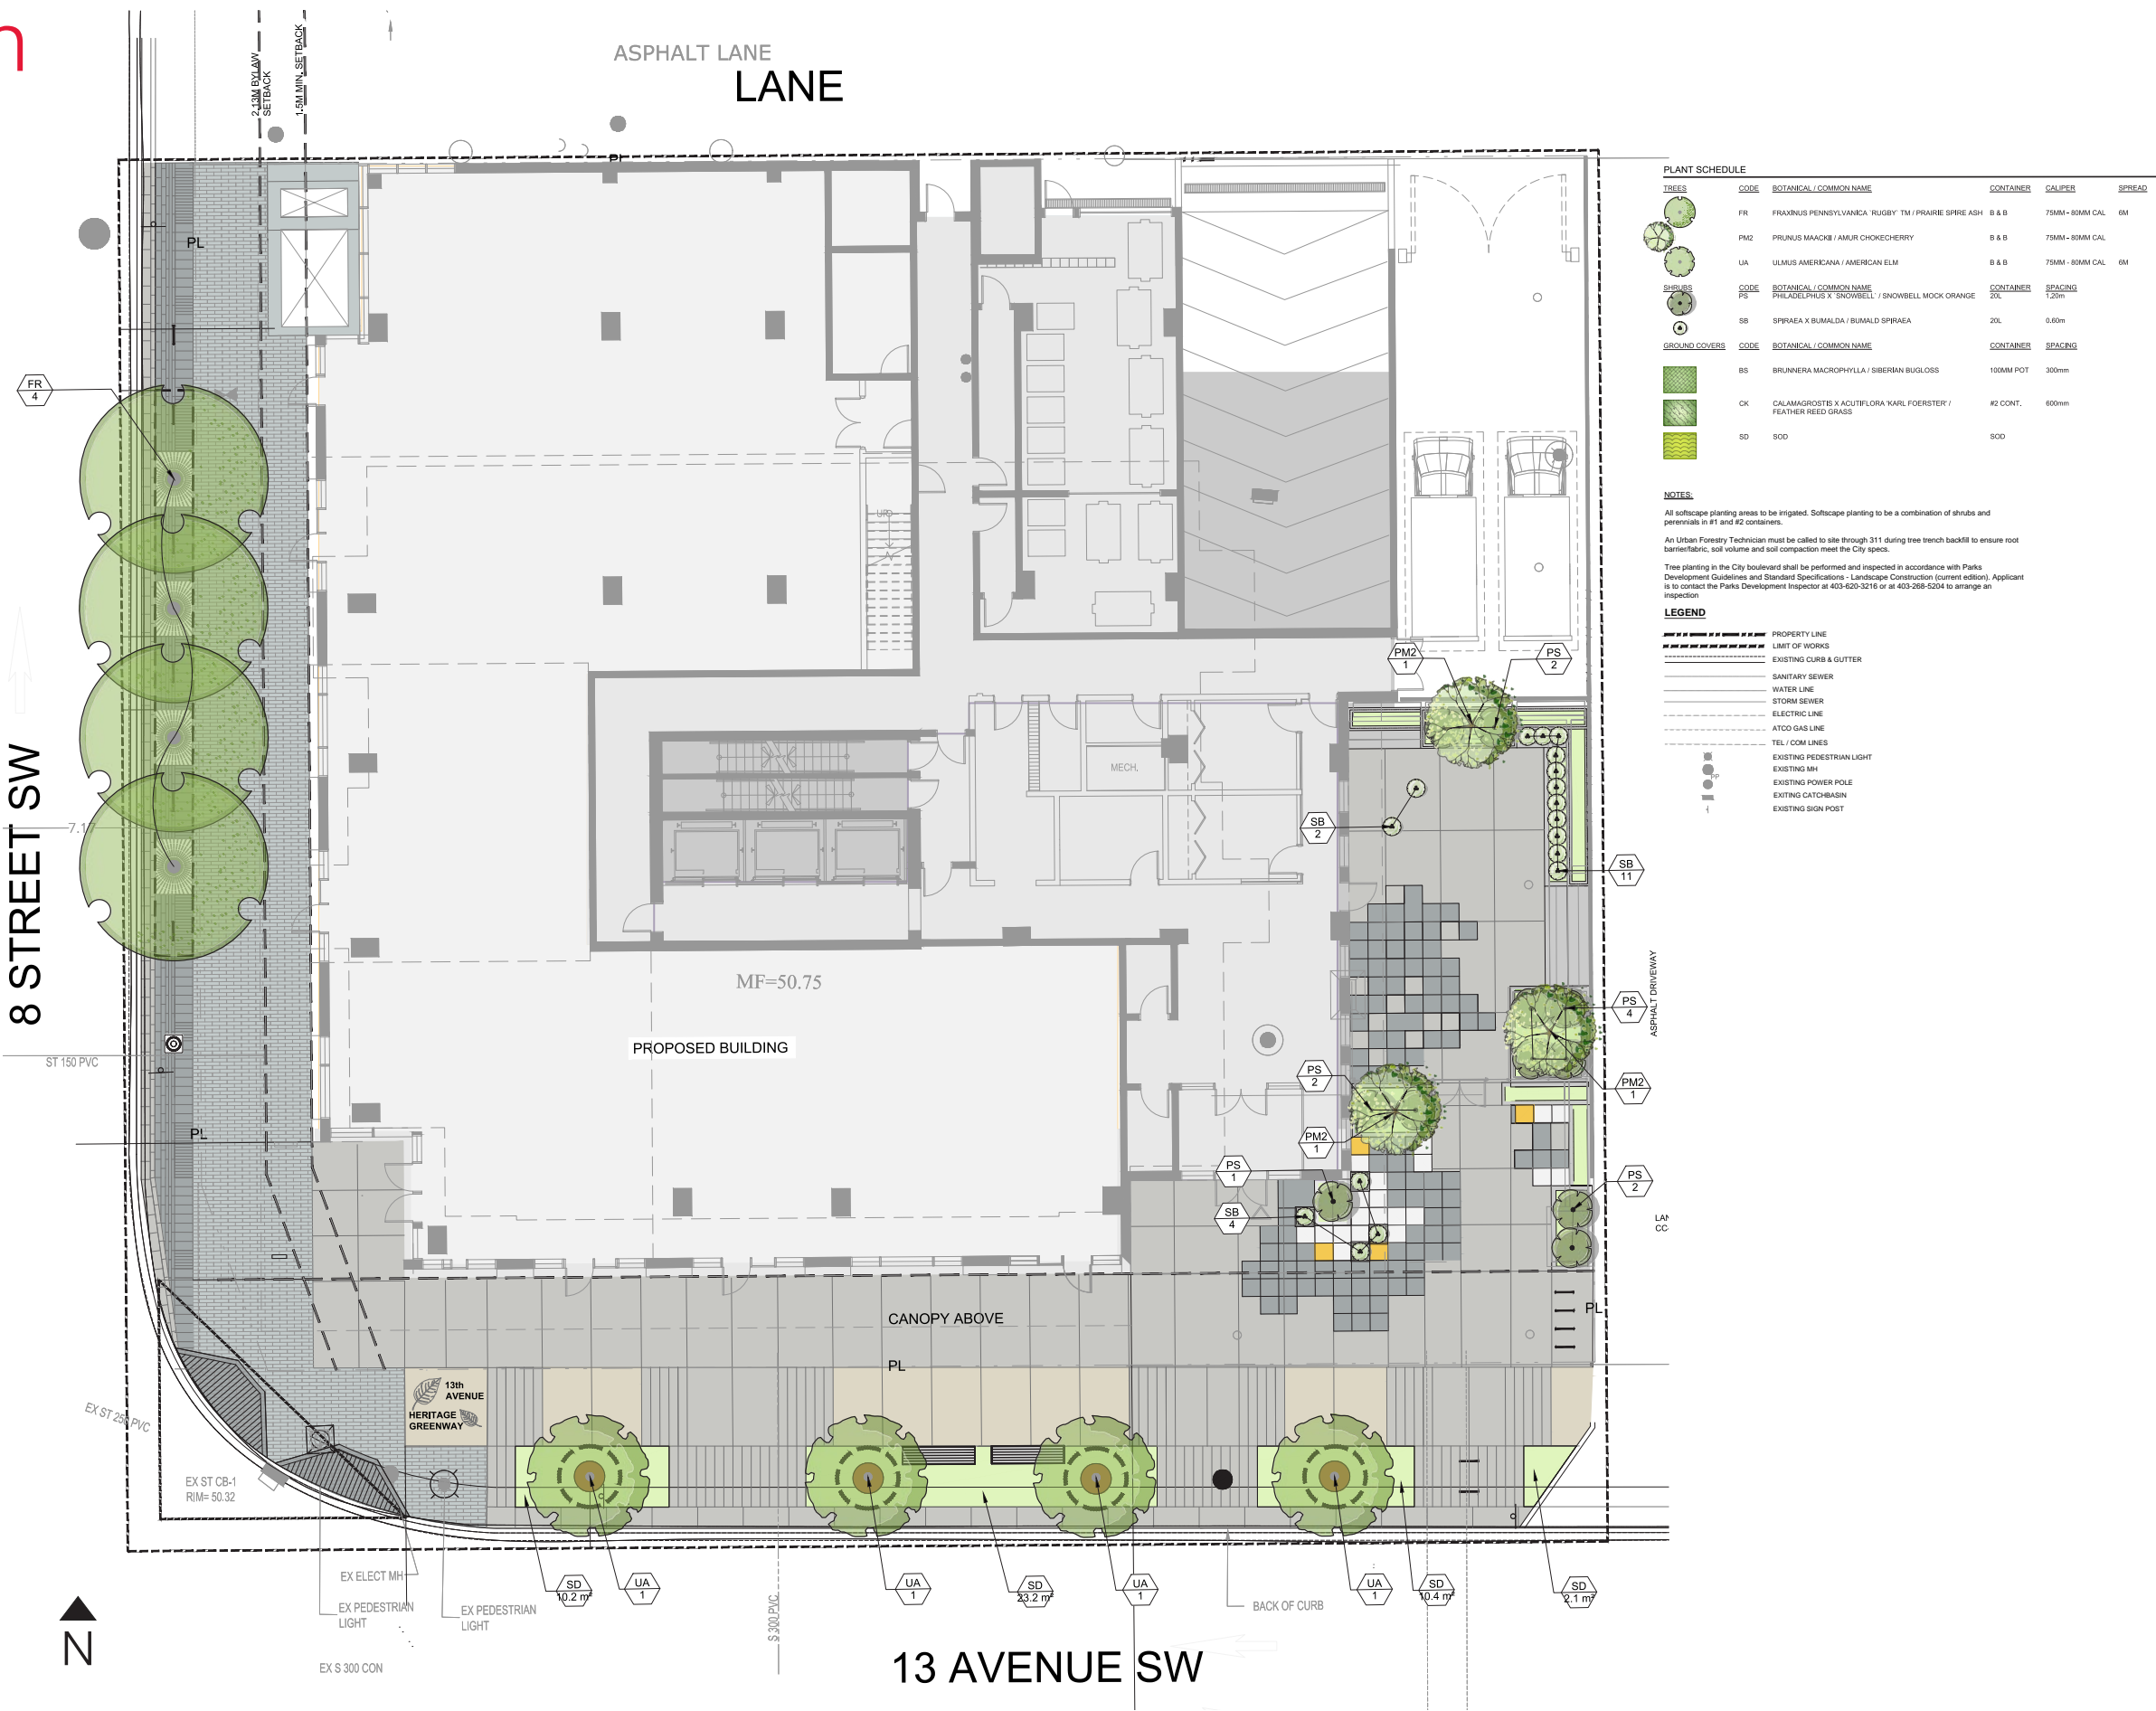 n
ASPHALT LANE
LANE
2.13M BYLAW
SETBACK
1.5M MIN. SETBACK
PL
PL
FR
4
UP
8 STREET SW
7.17
ST 150 PVC
PL
MECH.
MF=50.75
PROPOSED BUILDING
PM2
1
PS
2
SB
2
SB
11
ASPHALT DRIVEWAY
PS
4
PM2
1
PS
2
PM2
1
PS
1
SB
4
PS
2
PL
CANOPY ABOVE
PL
13th
AVENUE
HERITAGE
GREENWAY
EX ST 250 PVC
EX ST CB-1
RIM= 50.32
EX ELECT MH
EX PEDESTRIAN
LIGHT
EX PEDESTRIAN
LIGHT
EX S 300 CON
SD
10.2 m²
UA
1
S 300 PVC
UA
1
SD
23.2 m²
UA
1
BACK OF CURB
UA
1
SD
10.4 m²
SD
2.1 m²
N
13 AVENUE SW
PLANT SCHEDULE
TREES CODE BOTANICAL / COMMON NAME CONTAINER CALIPER SPREAD
FR FRAXINUS PENNSYLVANICA `RUGBY` TM / PRAIRIE SPIRE ASH B & B 75MM - 80MM CAL 6M
PM2 PRUNUS MAACKII / AMUR CHOKECHERRY B & B 75MM - 80MM CAL
UA ULMUS AMERICANA / AMERICAN ELM B & B 75MM - 80MM CAL 6M
SHRUBS CODE BOTANICAL / COMMON NAME CONTAINER SPACING
PS PHILADELPHUS X `SNOWBELL` / SNOWBELL MOCK ORANGE 20L 1.20m
SB SPIRAEA X BUMALDA / BUMALD SPIRAEA 20L 0.60m
GROUND COVERS CODE BOTANICAL / COMMON NAME CONTAINER SPACING
BS BRUNNERA MACROPHYLLA / SIBERIAN BUGLOSS 100MM POT 300mm
CK CALAMAGROSTIS X ACUTIFLORA 'KARL FOERSTER' / #2 CONT. 600mm
FEATHER REED GRASS
SD SOD SOD
NOTES:
All softscape planting areas to be irrigated. Softscape planting to be a combination of shrubs and
perennials in #1 and #2 containers.
An Urban Forestry Technician must be called to site through 311 during tree trench backfill to ensure root
barrier/fabric, soil volume and soil compaction meet the City specs.
Tree planting in the City boulevard shall be performed and inspected in accordance with Parks
Development Guidelines and Standard Specifications - Landscape Construction (current edition). Applicant
is to contact the Parks Development Inspector at 403-620-3216 or at 403-268-5204 to arrange an
inspection
LEGEND
PROPERTY LINE
LIMIT OF WORKS
EXISTING CURB & GUTTER
SANITARY SEWER
WATER LINE
STORM SEWER
ELECTRIC LINE
ATCO GAS LINE
TEL / COM LINES
EXISTING PEDESTRIAN LIGHT
EXISTING MH
PP
EXISTING POWER POLE
EXITING CATCHBASIN
EXISTING SIGN POST